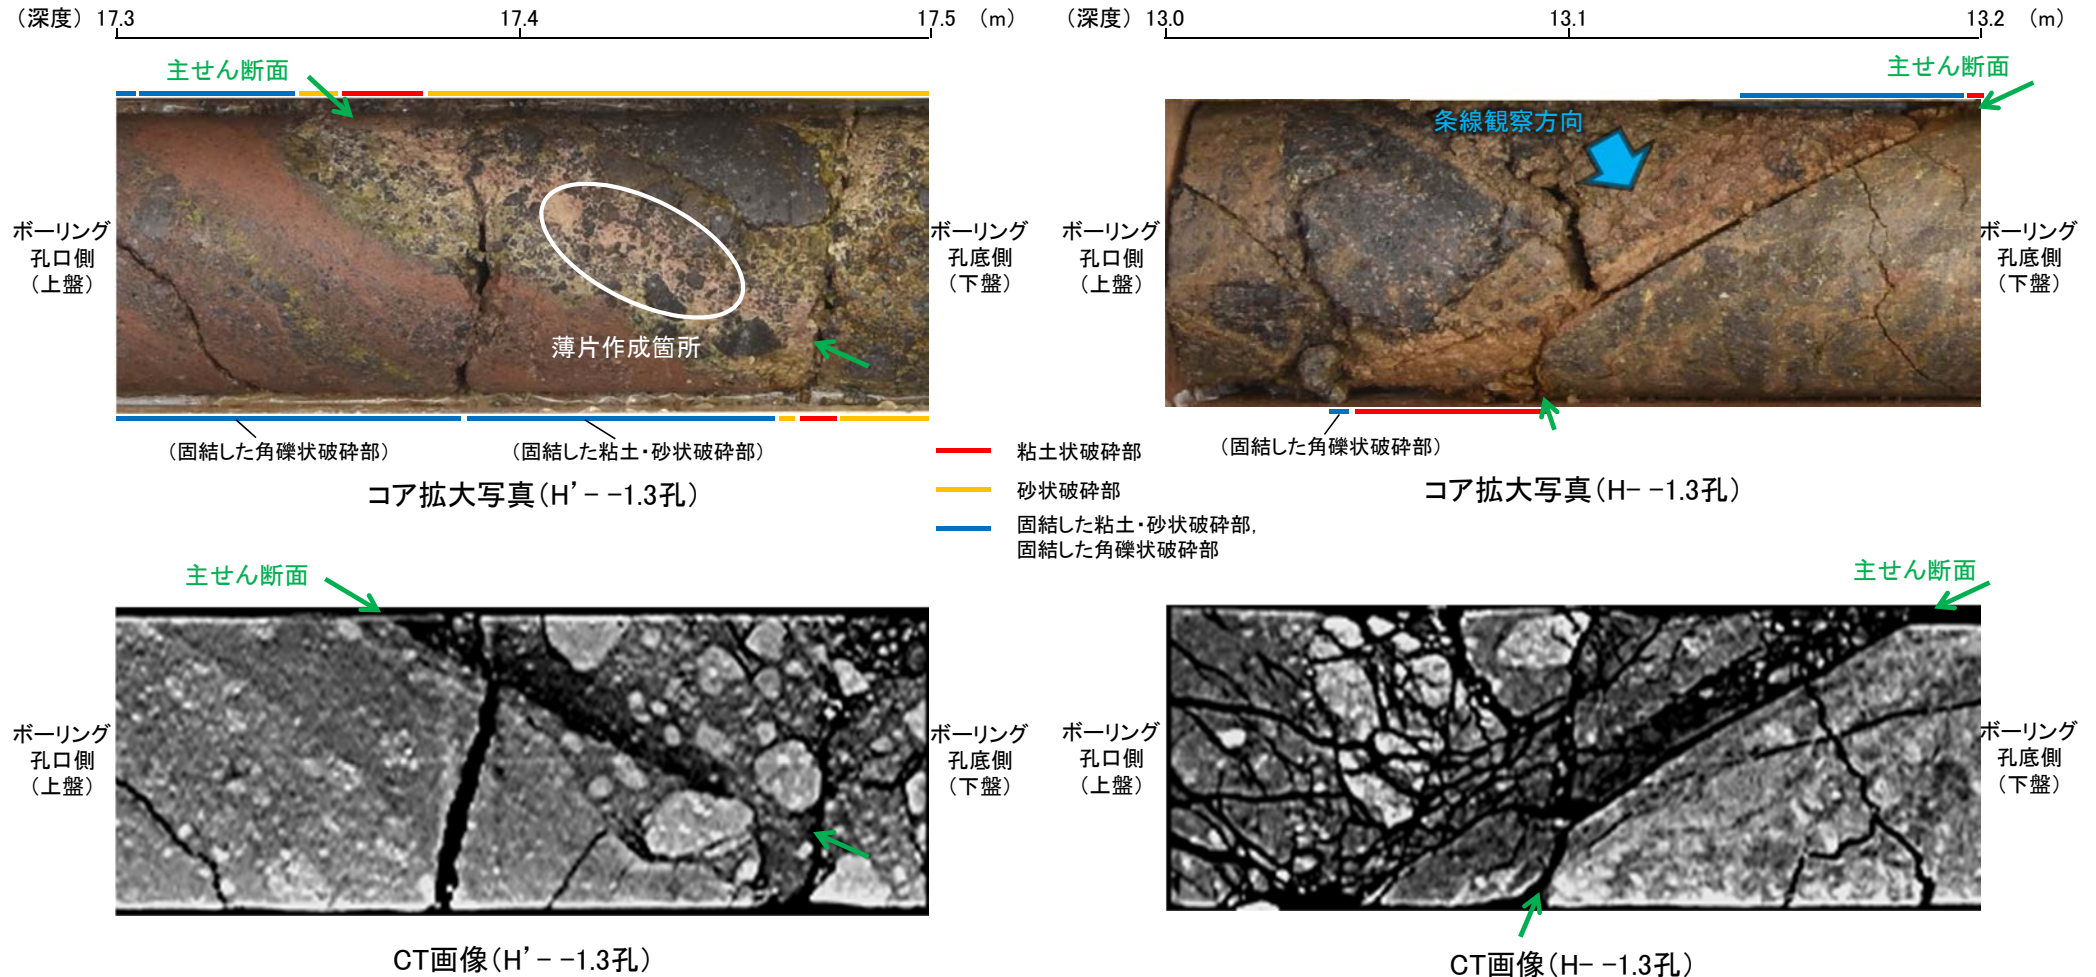 (深度) 17.3 17.4 17.5 (m)
(深度) 13.0 13.1 13.2 (m)
主せん断面
主せん断面
条線観察方向
ボーリング
孔口側
(上盤)
薄片作成箇所
ボーリング
孔底側
(下盤)
ボーリング
孔口側
(上盤)
ボーリング
孔底側
(下盤)
(固結した角礫状破砕部)
(固結した粘土・砂状破砕部)
(固結した角礫状破砕部)
コア拡大写真(H’- -1.3孔)
コア拡大写真(H- -1.3孔)
粘土状破砕部
砂状破砕部
固結した粘土・砂状破砕部,
固結した角礫状破砕部
主せん断面
主せん断面
ボーリング
孔口側
(上盤)
ボーリング
孔底側
(下盤)
ボーリング
孔口側
(上盤)
ボーリング
孔底側
(下盤)
CT画像(H’- -1.3孔)
CT画像(H- -1.3孔)